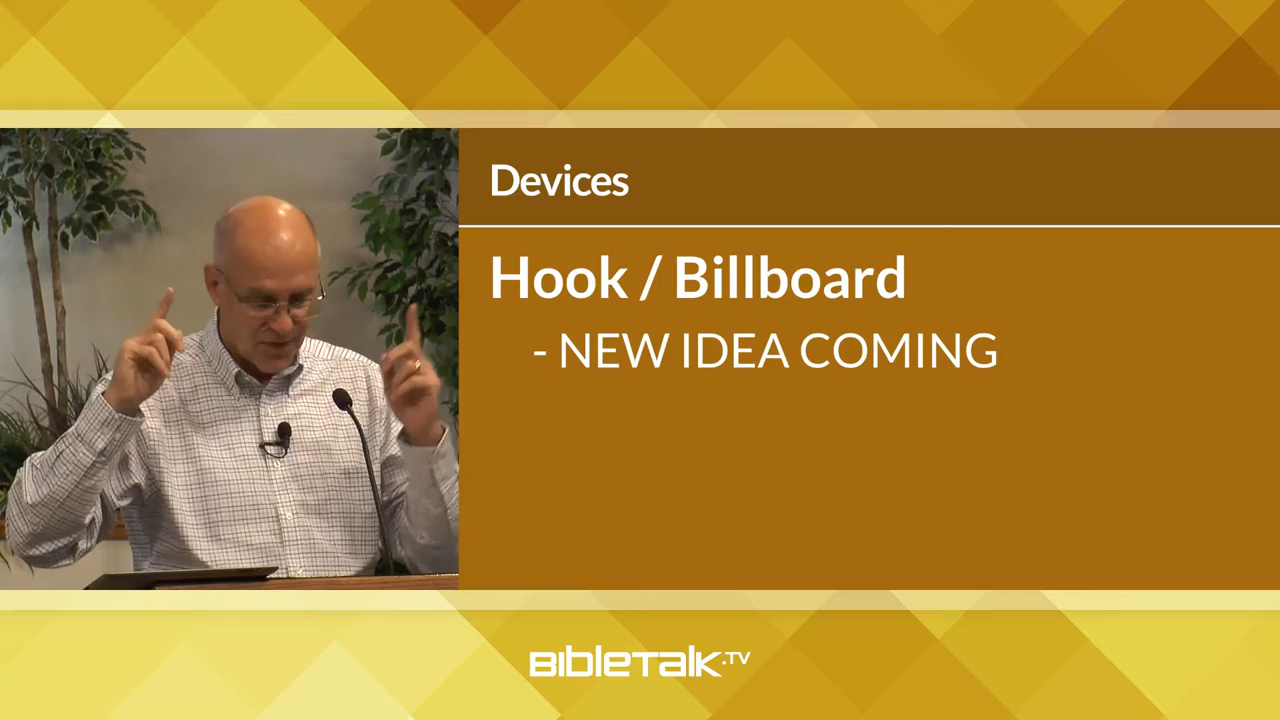 Devices
Hook / Billboard
- NEW IDEA COMING
BIBLETALK.TV